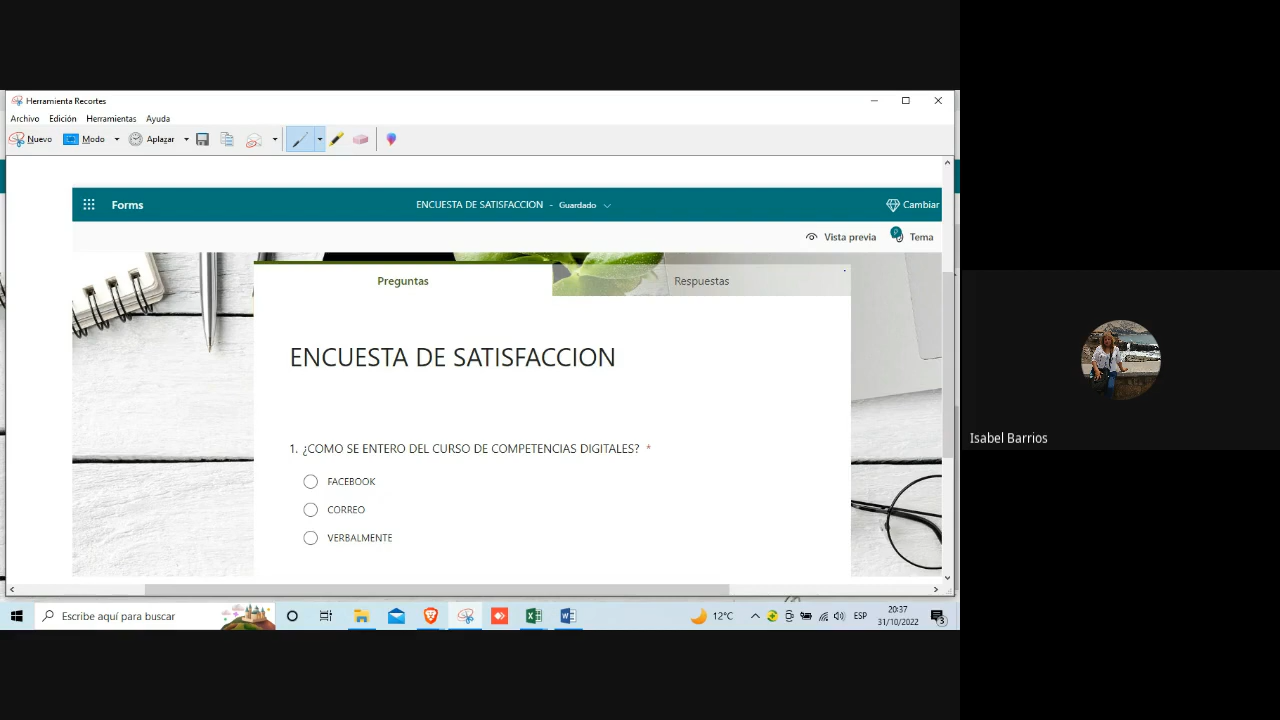 Herramienta Recortes
Archivo Edición Herramientas Ayuda
Nuevo Modo Aplazar
Forms ENCUESTA DE SATISFACCION - Guardado Cambiar
Vista previa Tema
Preguntas Respuestas
ENCUESTA DE SATISFACCION
1. ¿COMO SE ENTERO DEL CURSO DE COMPETENCIAS DIGITALES? *
FACEBOOK
CORREO
VERBALMENTE
Isabel Barrios
Escribe aquí para buscar 12°C ESP 20:37
31/10/2022 3